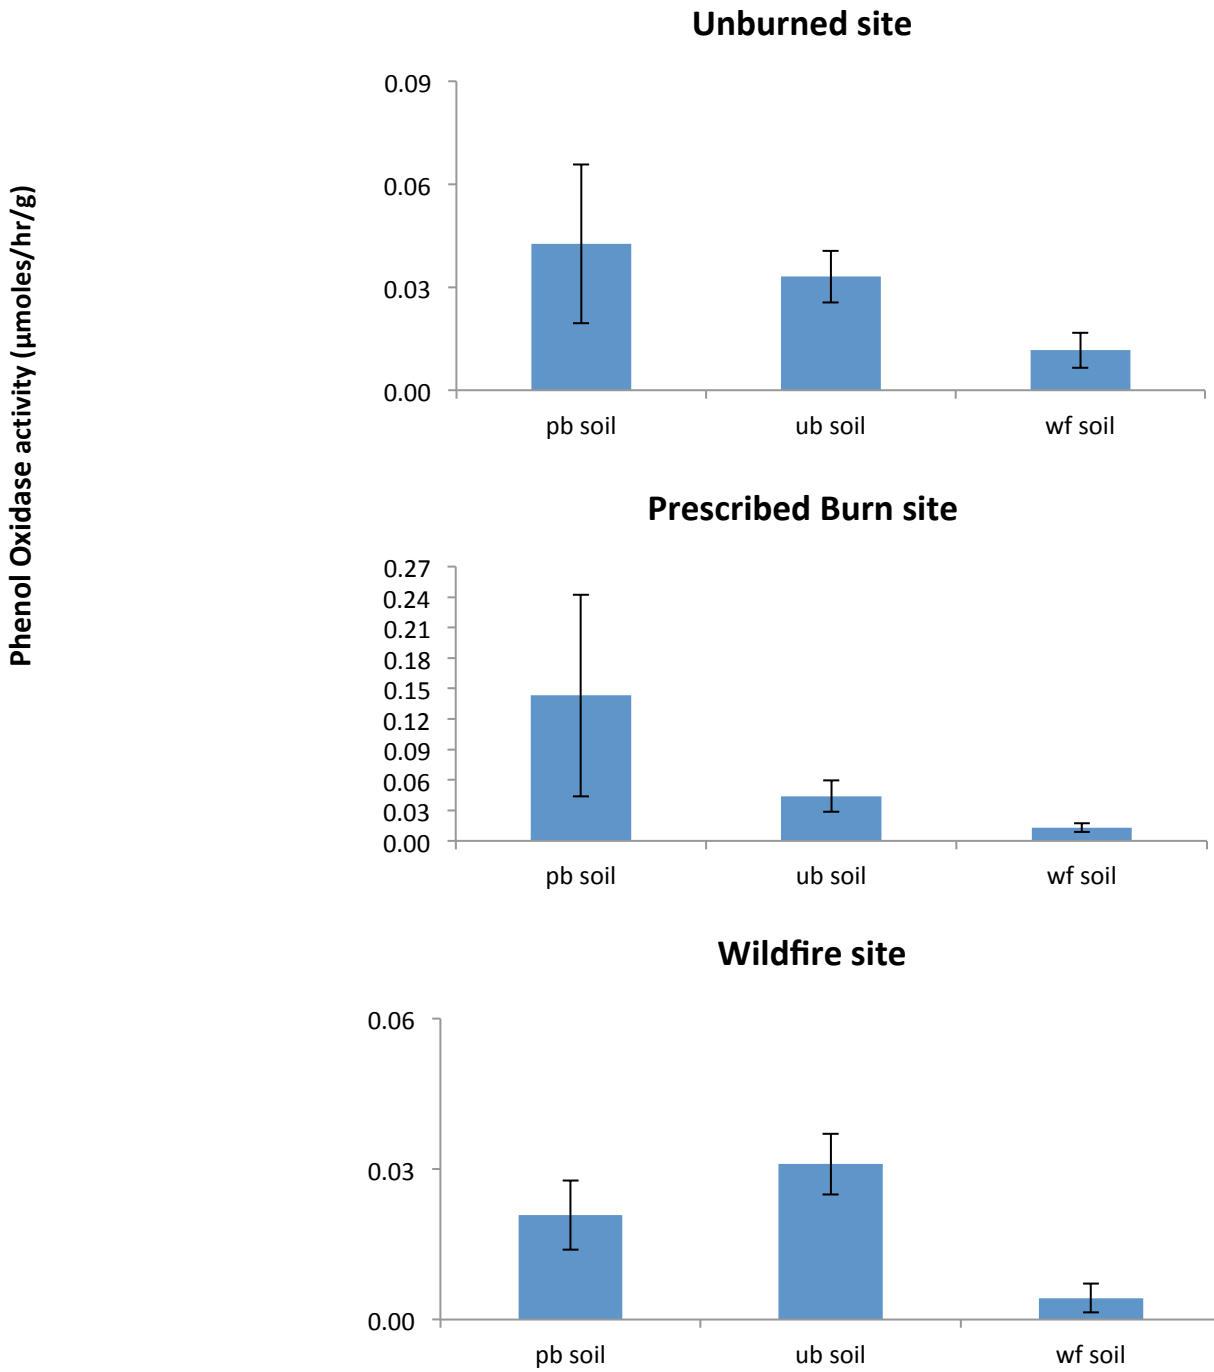 Phenol Oxidase activity (µmoles/hr/g)
Unburned site
0.09
0.06
0.03
0.00
pb soil ub soil wf soil
Prescribed Burn site
0.27
0.24
0.21
0.18
0.15
0.12
0.09
0.06
0.03
0.00
pb soil ub soil wf soil
Wildfire site
0.06
0.03
0.00
pb soil ub soil wf soil